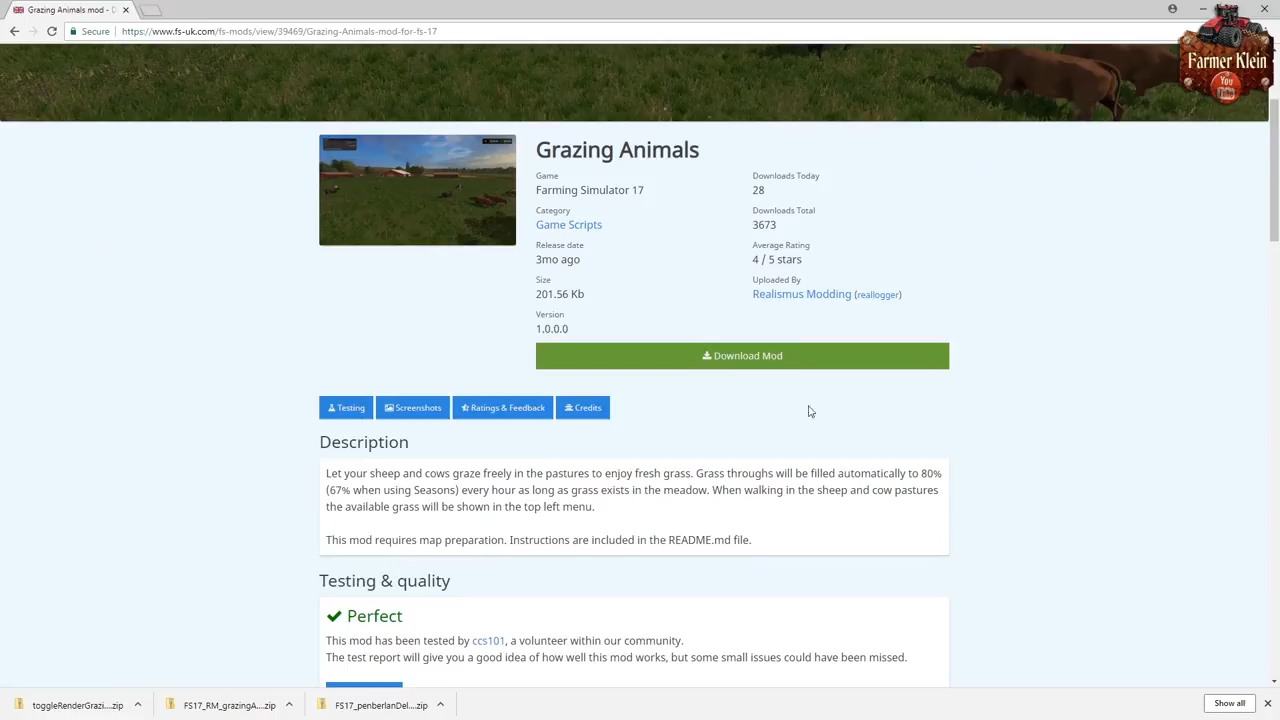 Grazing Animals mod - D
Secure
https://www.fs-uk.com/fs-mods/view/39469/Grazing-Animals-mod-for-fs-17
Farmer Klein
You
Tube
Grazing Animals
Game
Farming Simulator 17
Category
Game Scripts
Release date
3mo ago
Size
201.56 Kb
Version
1.0.0.0
Downloads Today
28
Downloads Total
3673
Average Rating
4 / 5 stars
Uploaded By
Realismus Modding (reallogger)
Download Mod
Testing
Screenshots
Ratings & Feedback
Credits
Description
Let your sheep and cows graze freely in the pastures to enjoy fresh grass. Grass throughs will be filled automatically to 80%
(67% when using Seasons) every hour as long as grass exists in the meadow. When walking in the sheep and cow pastures
the available grass will be shown in the top left menu.
This mod requires map preparation. Instructions are included in the README.md file.
Testing & quality
Perfect
This mod has been tested by ccs101, a volunteer within our community.
The test report will give you a good idea of how well this mod works, but some small issues could have been missed.
toggleRenderGrazi....zip
FS17_RM_grazingA....zip
FS17_penberlanDel....zip
Show all